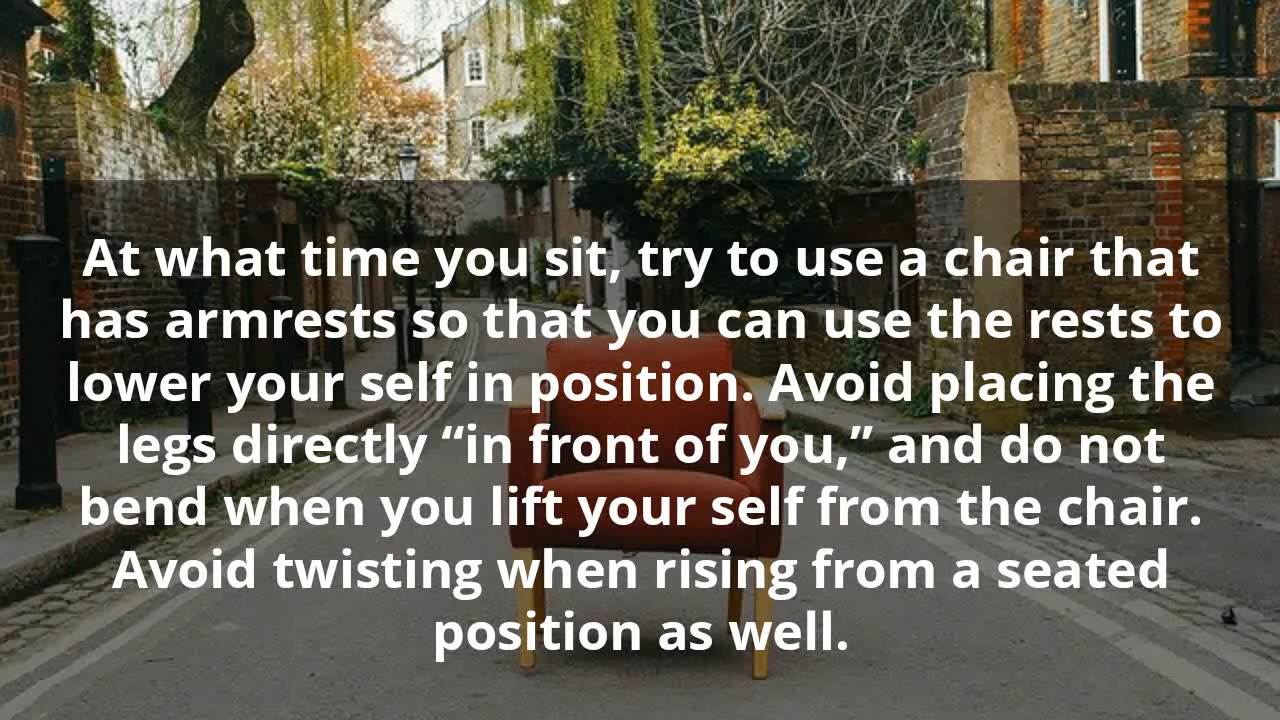 At what time you sit, try to use a chair that
has armrests so that you can use the rests to
lower your self in position. Avoid placing the
legs directly “in front of you,” and do not
bend when you lift your self from the chair.
Avoid twisting when rising from a seated
position as well.